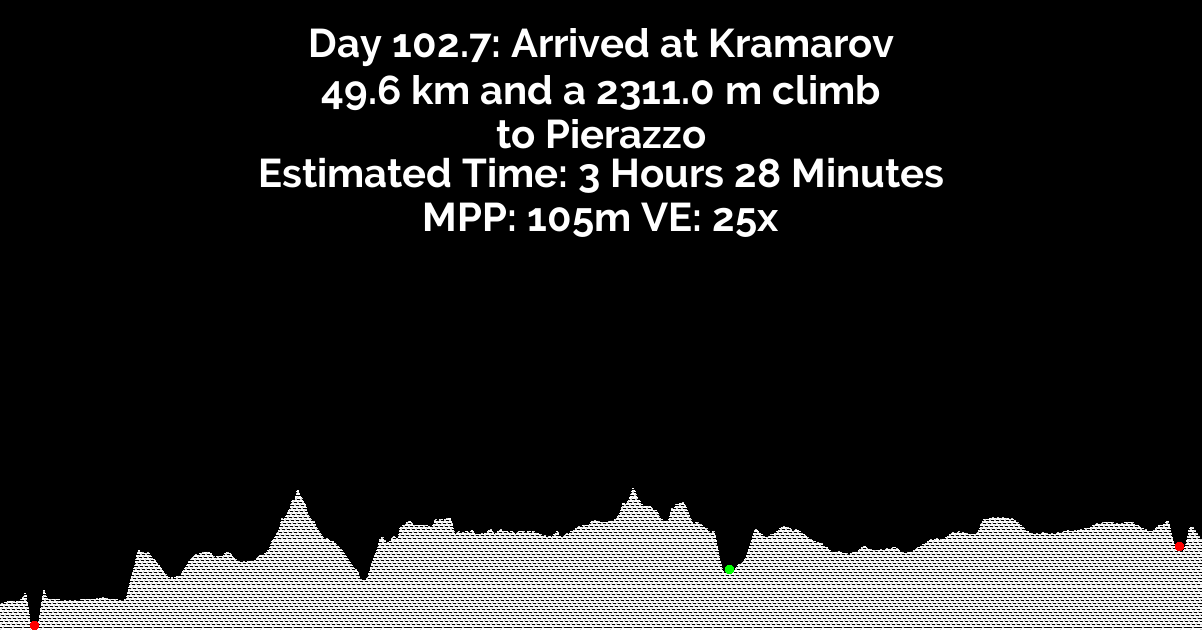 Day 102.7: Arrived at Kramarov
49.6 km and a 2311.0 m climb
to Pierazzo
Estimated Time: 3 Hours 28 Minutes
MPP: 105m VE: 25x